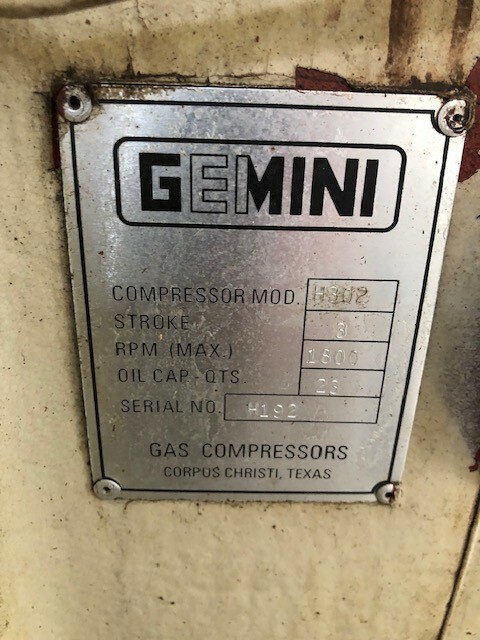 GEMINI
COMPRESSOR MOD. H302
STROKE 3
RPM (MAX.) 1800
OIL CAP.-QTS. 23
SERIAL NO. H192
GAS COMPRESSORS
CORPUS CHRISTI, TEXAS